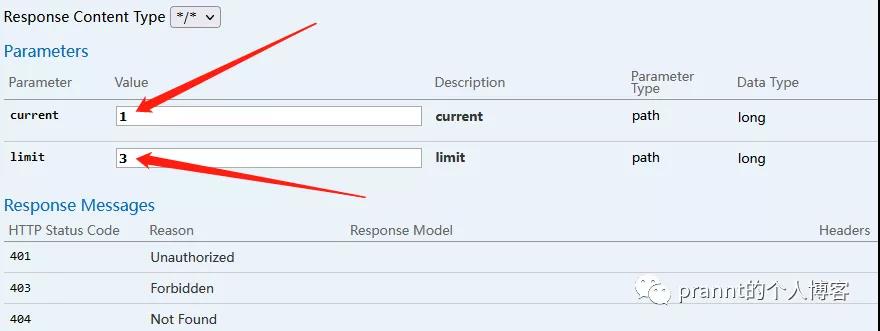 Response Content Type */*
Parameters
Parameter Value Description Parameter Type Data Type
current 1 current path long
limit 3 limit path long
Response Messages
HTTP Status Code Reason Response Model Headers
401 Unauthorized
403 Forbidden
404 Not Found
prannt的个人博客